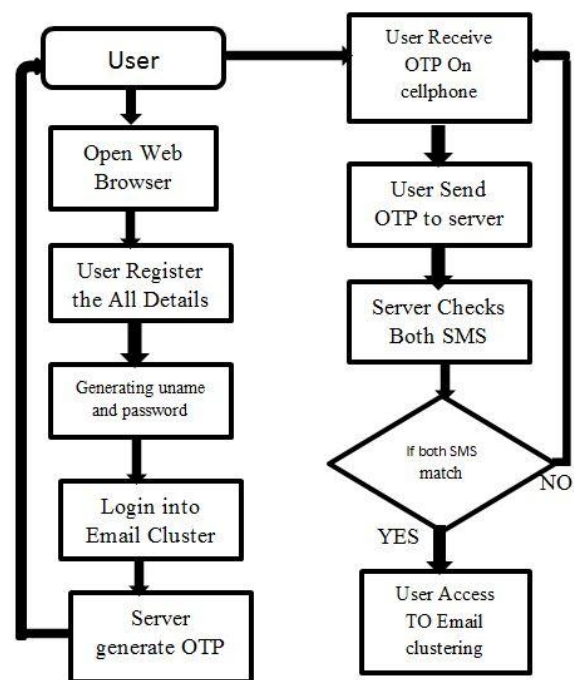 User
Open Web
Browser
User Register
the All Details
Generating uname
and password
Login into
Email Cluster
Server
generate OTP
User Receive
OTP On
cellphone
User Send
OTP to server
Server Checks
Both SMS
If both SMS
match
NO
YES
User Access
TO Email
clustering